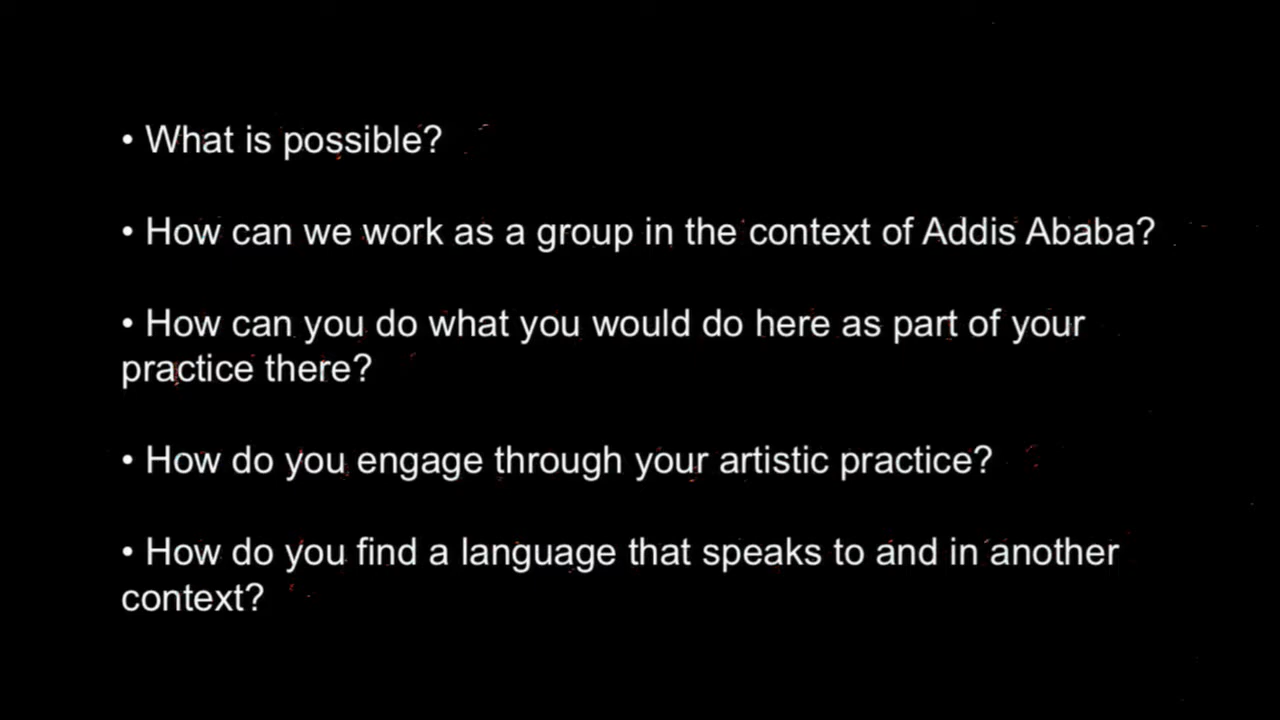 • What is possible?
• How can we work as a group in the context of Addis Ababa?
• How can you do what you would do here as part of your
practice there?
• How do you engage through your artistic practice?
• How do you find a language that speaks to and in another
context?